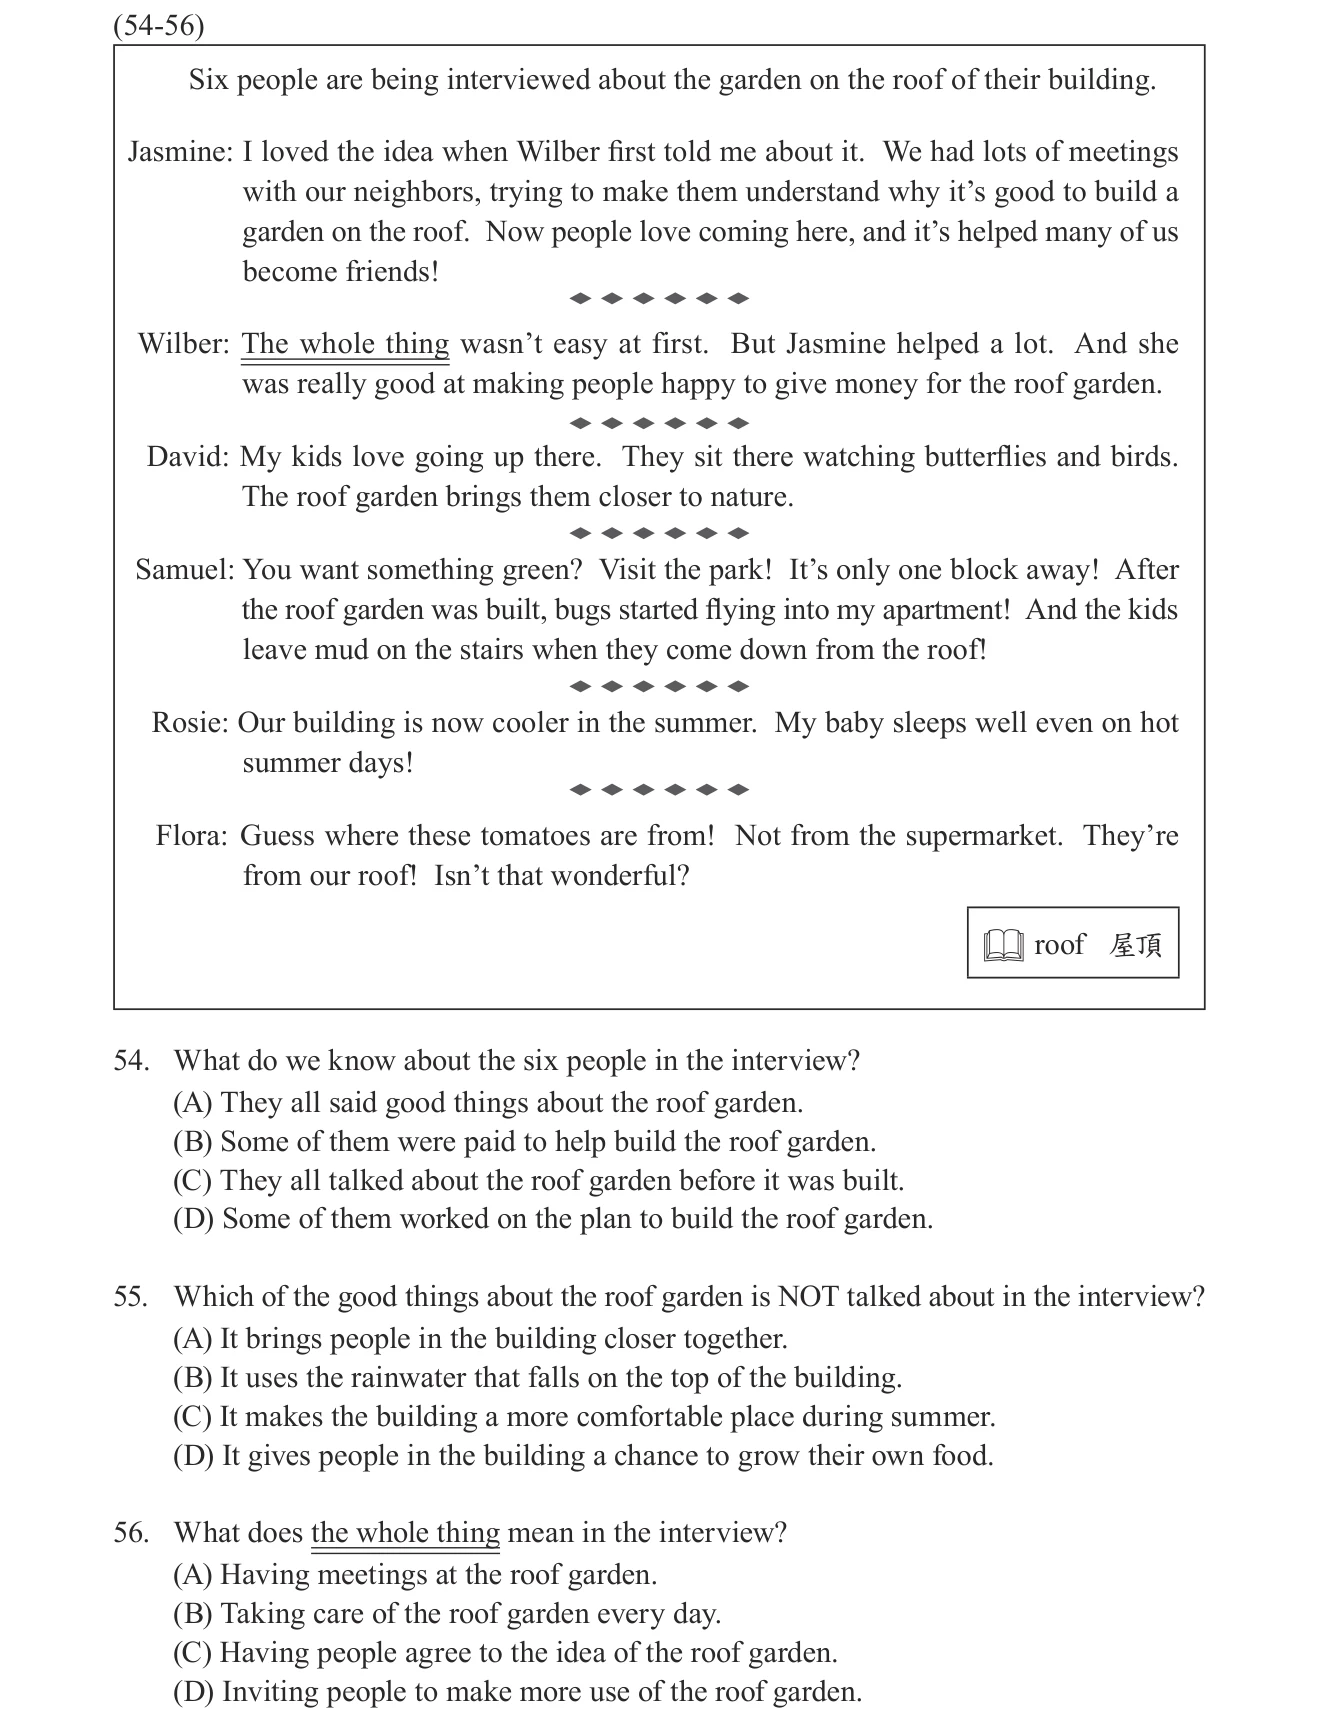 (54-56)
Six people are being interviewed about the garden on the roof of their building.
Jasmine: I loved the idea when Wilber first told me about it. We had lots of meetings
with our neighbors, trying to make them understand why it’s good to build a
garden on the roof. Now people love coming here, and it’s helped many of us
become friends!
Wilber: The whole thing wasn’t easy at first. But Jasmine helped a lot. And she
was really good at making people happy to give money for the roof garden.
David: My kids love going up there. They sit there watching butterflies and birds.
The roof garden brings them closer to nature.
Samuel: You want something green? Visit the park! It’s only one block away! After
the roof garden was built, bugs started flying into my apartment! And the kids
leave mud on the stairs when they come down from the roof!
Rosie: Our building is now cooler in the summer. My baby sleeps well even on hot
summer days!
Flora: Guess where these tomatoes are from! Not from the supermarket. They’re
from our roof! Isn’t that wonderful?
roof 屋頂
54. What do we know about the six people in the interview?
(A) They all said good things about the roof garden.
(B) Some of them were paid to help build the roof garden.
(C) They all talked about the roof garden before it was built.
(D) Some of them worked on the plan to build the roof garden.
55. Which of the good things about the roof garden is NOT talked about in the interview?
(A) It brings people in the building closer together.
(B) It uses the rainwater that falls on the top of the building.
(C) It makes the building a more comfortable place during summer.
(D) It gives people in the building a chance to grow their own food.
56. What does the whole thing mean in the interview?
(A) Having meetings at the roof garden.
(B) Taking care of the roof garden every day.
(C) Having people agree to the idea of the roof garden.
(D) Inviting people to make more use of the roof garden.